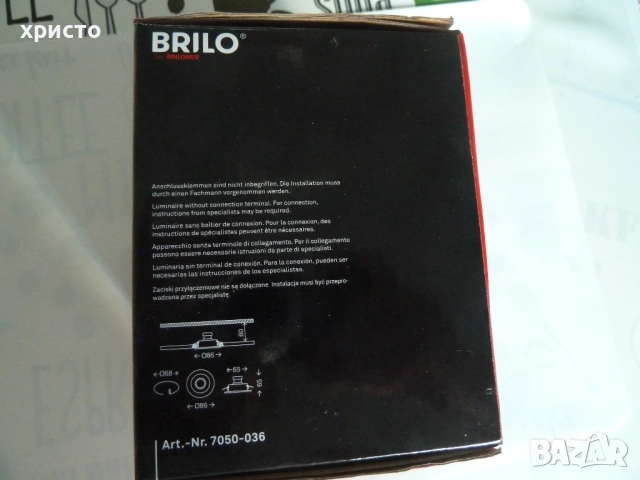 христо
BRILO®
by BRILONER
Anschlussklemmen sind nicht inbegriffen. Die Installation muss
durch einen Fachmann vorgenommen werden.
Luminaire without connection terminal. For connection,
instructions from specialists may be required.
Luminaire sans boîtier de connexion. Pour la connexion, des
instructions de spécialistes peuvent être nécessaires.
Apparecchio senza terminale di collegamento. Per il collegamento
possono essere necessarie istruzioni da parte di specialisti.
Luminaria sin terminal de conexión. Para la conexión, pueden ser
necesarias las instrucciones de los especialistas.
Zaciski przyłączeniowe nie są dołączone. Instalacja musi być przepro-
wadzona przez specjalistę.
60
← Ø86 →
← Ø68 →
← 65 →
65
← Ø86 →
Art.-Nr. 7050-036
BAZAR